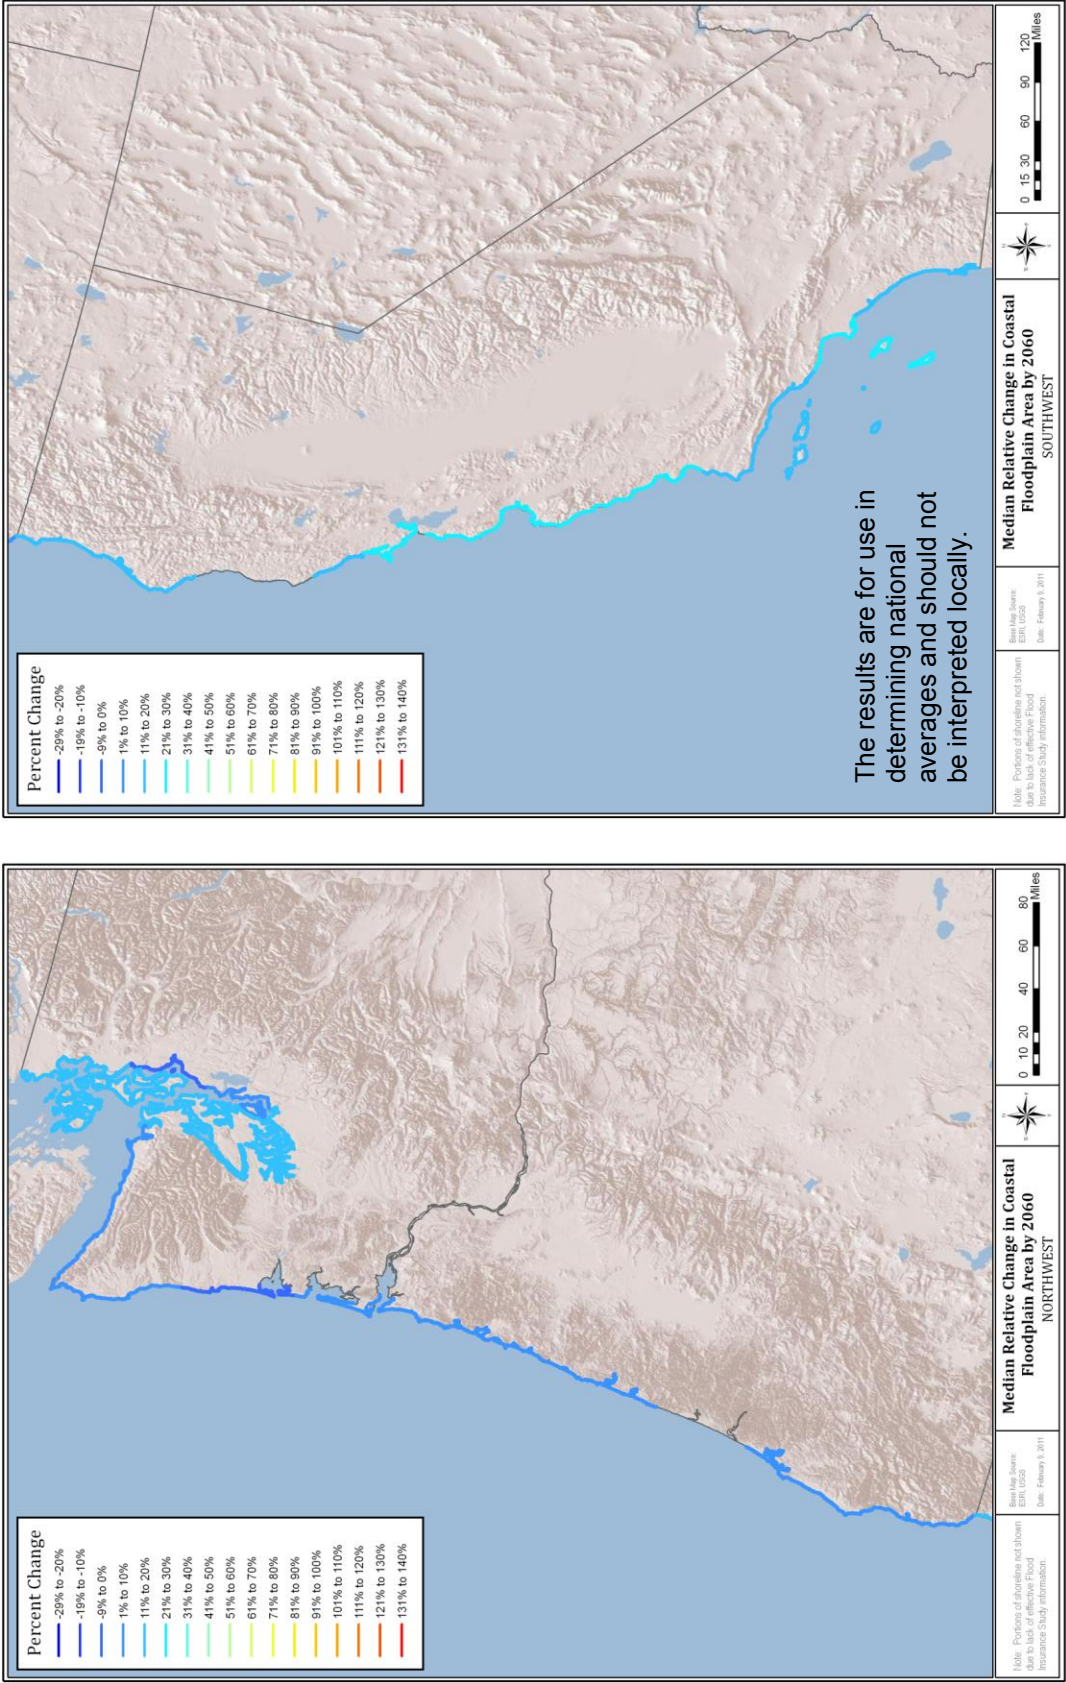 Percent Change
-29% to -20%
-19% to -10%
-9% to 0%
1% to 10%
11% to 20%
21% to 30%
31% to 40%
41% to 50%
51% to 60%
61% to 70%
71% to 80%
81% to 90%
91% to 100%
101% to 110%
111% to 120%
121% to 130%
131% to 140%
Note: Portions of shoreline not shown
due to lack of effective Flood
Insurance Study information.
Base Map Source:
ESRI, USGS
Date: February 9, 2011
Median Relative Change in Coastal
Floodplain Area by 2060
NORTHWEST
0 10 20 40 60 80
Miles
Percent Change
-29% to -20%
-19% to -10%
-9% to 0%
1% to 10%
11% to 20%
21% to 30%
31% to 40%
41% to 50%
51% to 60%
61% to 70%
71% to 80%
81% to 90%
91% to 100%
101% to 110%
111% to 120%
121% to 130%
131% to 140%
The results are for use in
determining national
averages and should not
be interpreted locally.
Note: Portions of shoreline not shown
due to lack of effective Flood
Insurance Study information.
Base Map Source:
ESRI, USGS
Date: February 9, 2011
Median Relative Change in Coastal
Floodplain Area by 2060
SOUTHWEST
0 15 30 60 90 120
Miles